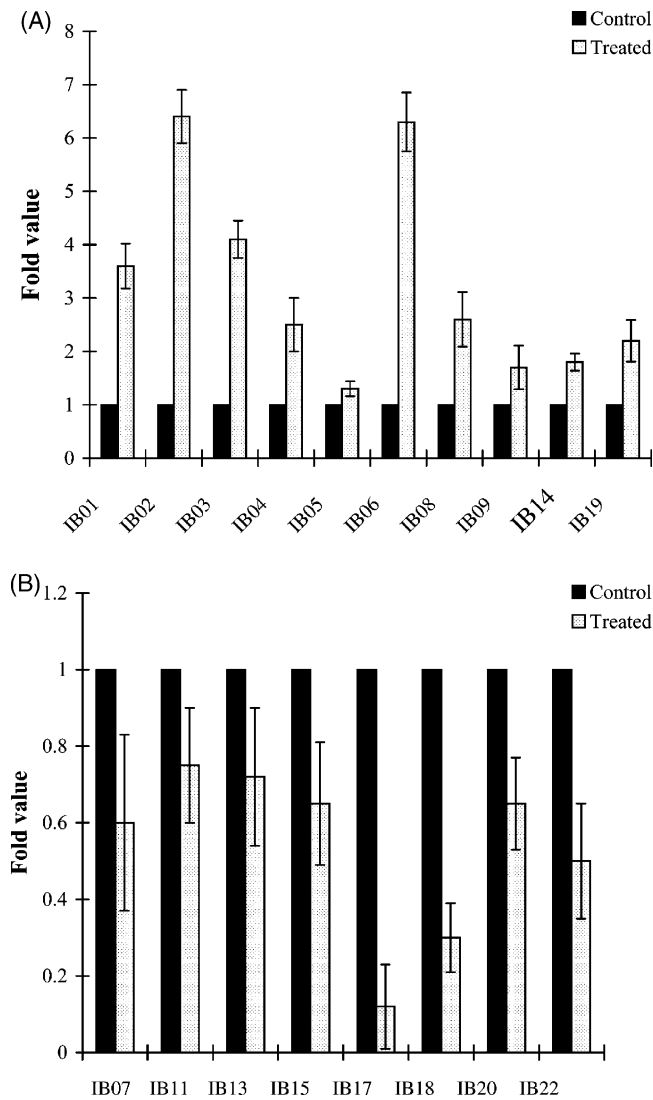 (A)
8
7
6
5
4
3
2
1
0
Fold value
Control
Treated
IB01 IB02 IB03 IB04 IB05 IB06 IB08 IB09 IB14 IB19
(B)
1.2
1
0.8
0.6
0.4
0.2
0
Fold value
Control
Treated
IB07 IB11 IB13 IB15 IB17 IB18 IB20 IB22